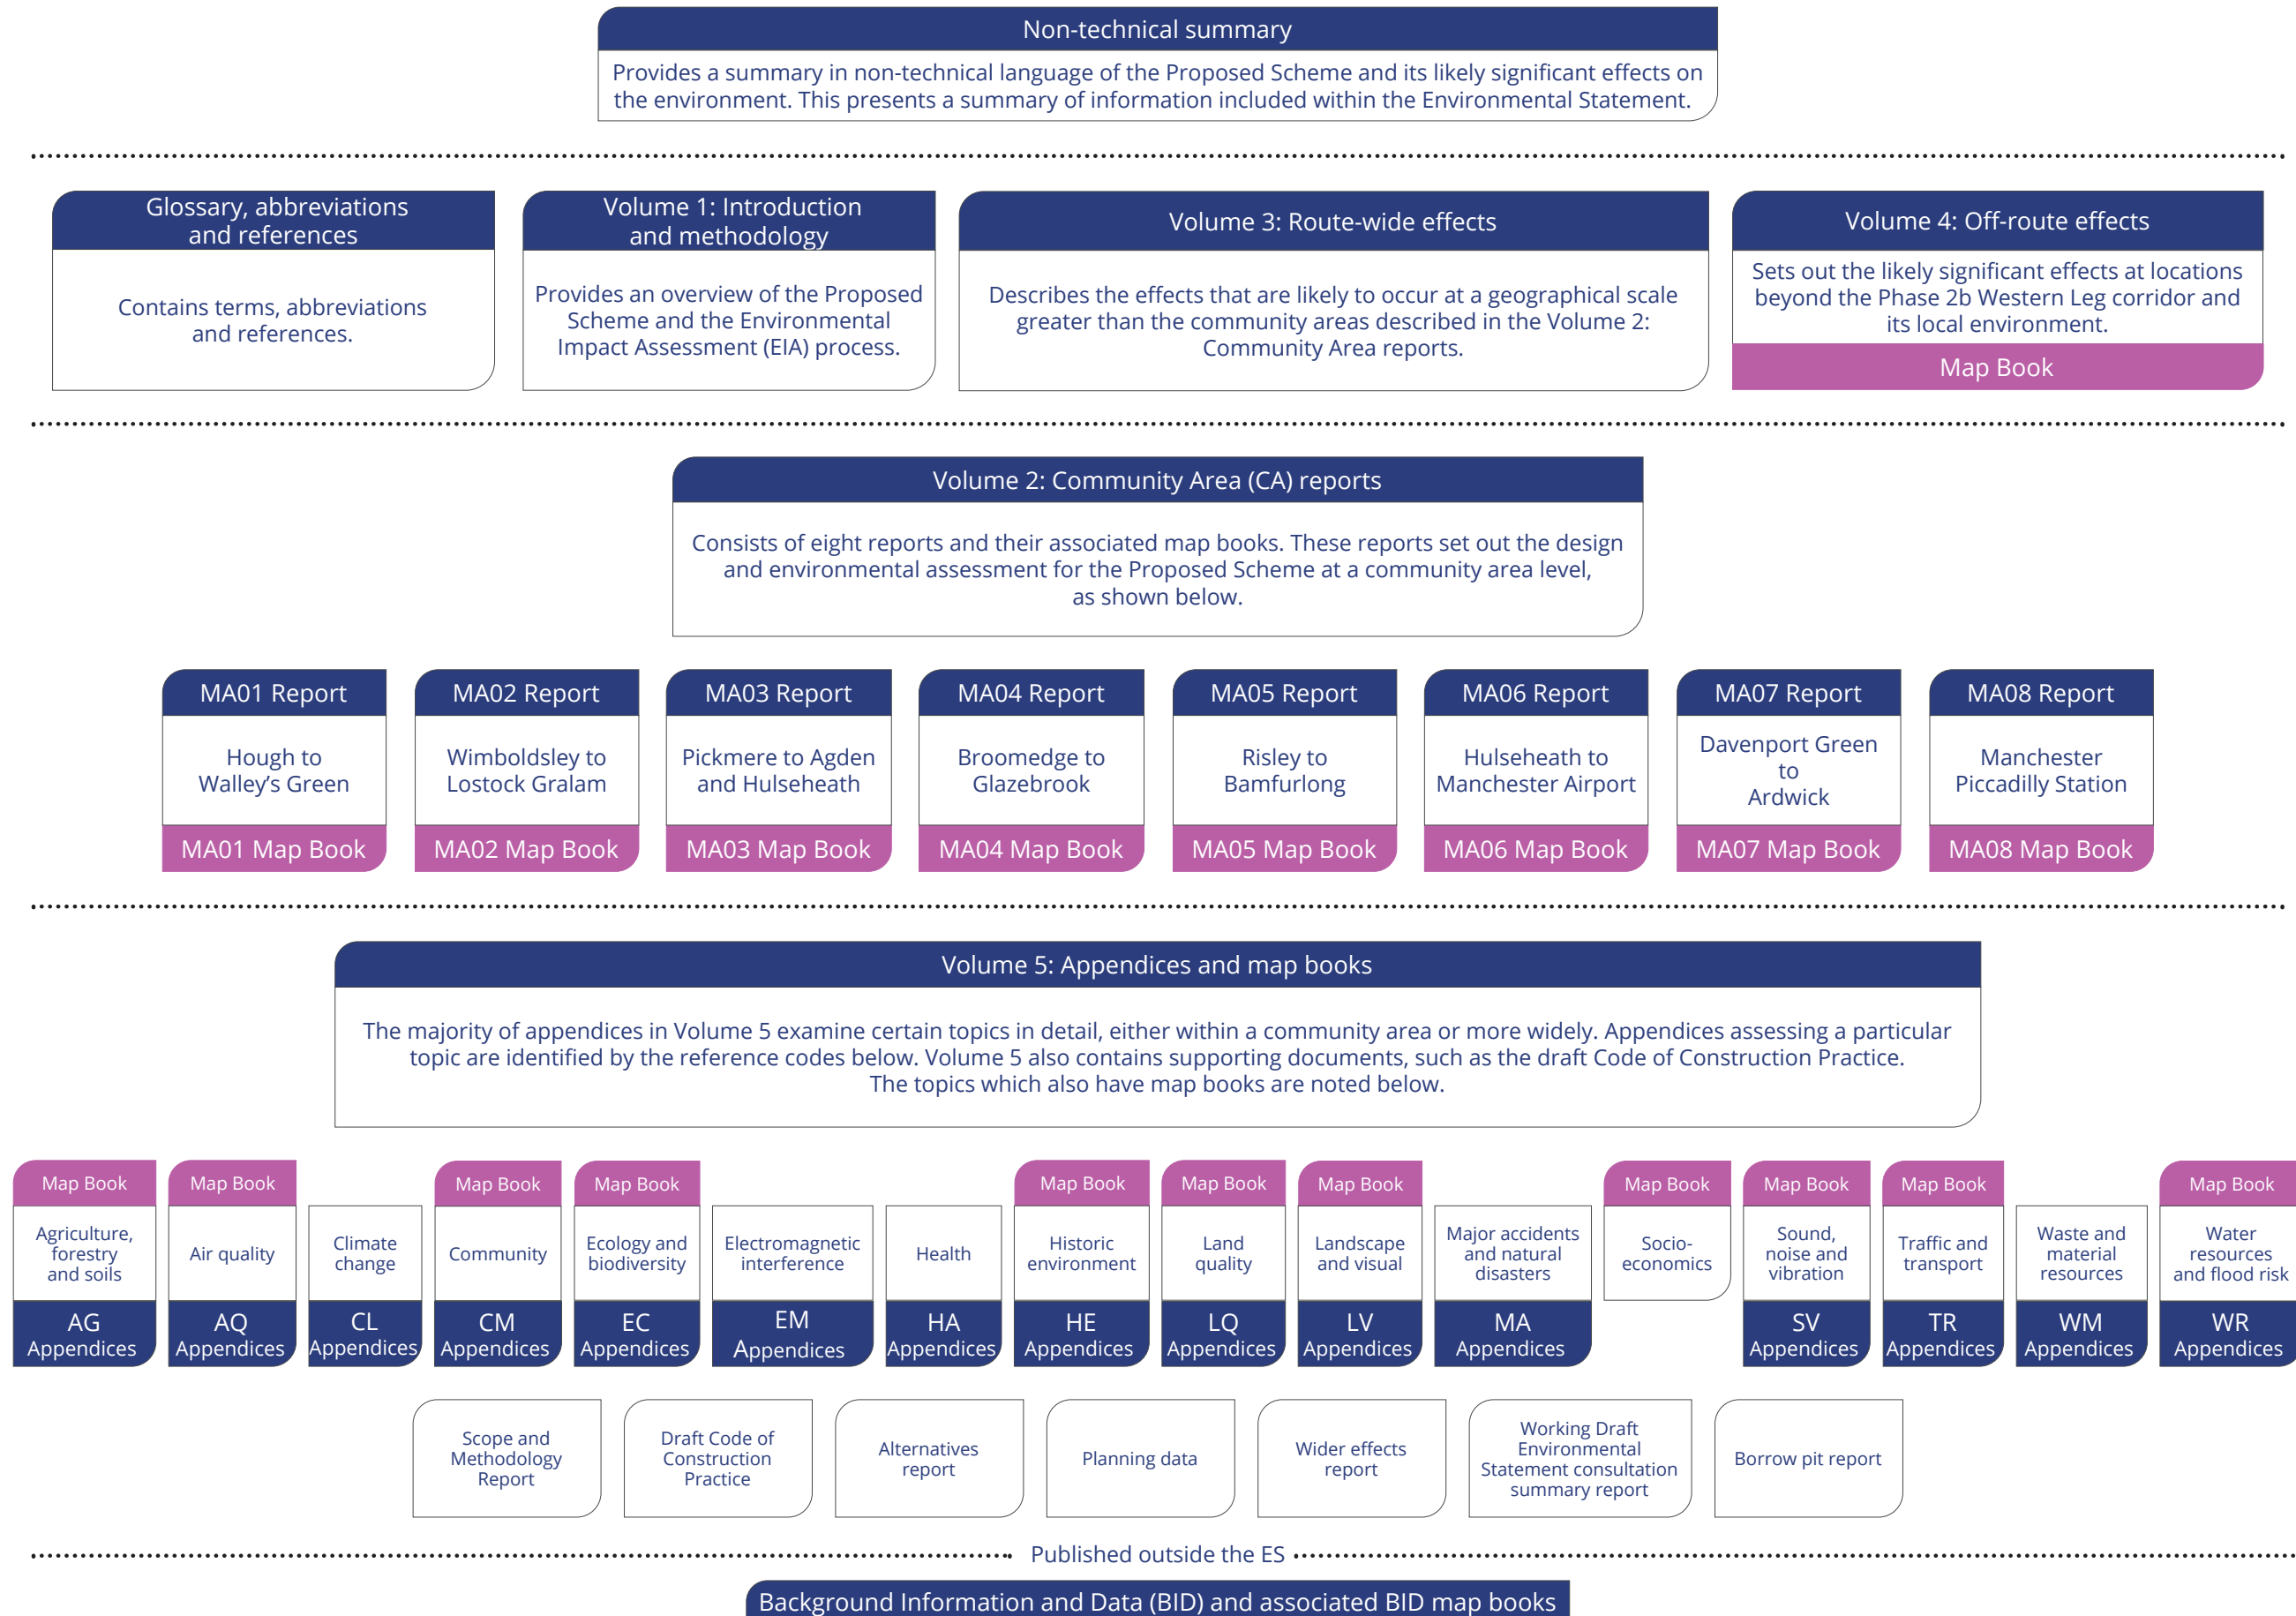 Non-technical summary
Provides a summary in non-technical language of the Proposed Scheme and its likely significant effects on
the environment. This presents a summary of information included within the Environmental Statement.
Glossary, abbreviations
and references
Contains terms, abbreviations
and references.
Volume 1: Introduction
and methodology
Provides an overview of the Proposed
Scheme and the Environmental
Impact Assessment (EIA) process.
Volume 3: Route-wide effects
Describes the effects that are likely to occur at a geographical scale
greater than the community areas described in the Volume 2:
Community Area reports.
Volume 4: Off-route effects
Sets out the likely significant effects at locations
beyond the Phase 2b Western Leg corridor and
its local environment.
Map Book
Volume 2: Community Area (CA) reports
Consists of eight reports and their associated map books. These reports set out the design
and environmental assessment for the Proposed Scheme at a community area level,
as shown below.
MA01 Report
Hough to
Walley's Green
MA01 Map Book
MA02 Report
Wimboldsley to
Lostock Gralam
MA02 Map Book
MA03 Report
Pickmere to Agden
and Hulseheath
MA03 Map Book
MA04 Report
Broomedge to
Glazebrook
MA04 Map Book
MA05 Report
Risley to
Bamfurlong
MA05 Map Book
MA06 Report
Hulseheath to
Manchester Airport
MA06 Map Book
MA07 Report
Davenport Green
to
Ardwick
MA07 Map Book
MA08 Report
Manchester
Piccadilly Station
MA08 Map Book
Volume 5: Appendices and map books
The majority of appendices in Volume 5 examine certain topics in detail, either within a community area or more widely. Appendices assessing a particular
topic are identified by the reference codes below. Volume 5 also contains supporting documents, such as the draft Code of Construction Practice.
The topics which also have map books are noted below.
Map Book
Agriculture,
forestry
and soils
AG
Appendices
Map Book
Air quality
AQ
Appendices
Climate
change
CL
Appendices
Map Book
Community
CM
Appendices
Map Book
Ecology and
biodiversity
EC
Appendices
Electromagnetic
interference
EM
Appendices
Health
HA
Appendices
Map Book
Historic
environment
HE
Appendices
Map Book
Land
quality
LQ
Appendices
Map Book
Landscape
and visual
LV
Appendices
Major accidents
and natural
disasters
MA
Appendices
Map Book
Socio-
economics
Map Book
Sound,
noise and
vibration
SV
Appendices
Map Book
Traffic and
transport
TR
Appendices
Waste and
material
resources
WM
Appendices
Map Book
Water
resources
and flood risk
WR
Appendices
Scope and
Methodology
Report
Draft Code of
Construction
Practice
Alternatives
report
Planning data
Wider effects
report
Working Draft
Environmental
Statement consultation
summary report
Borrow pit report
Published outside the ES
Background Information and Data (BID) and associated BID map books